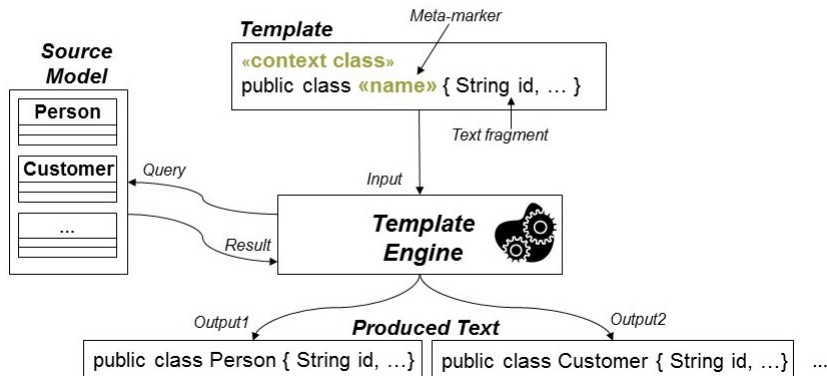 Meta-marker
Template
«context class»
public class «name» { String id, … }
Text fragment
Source
Model
Person
Customer
...
Query
Input
Result
Template
Engine
Output1
Produced Text
Output2
public class Person { String id, …}
public class Customer { String id, …}
...